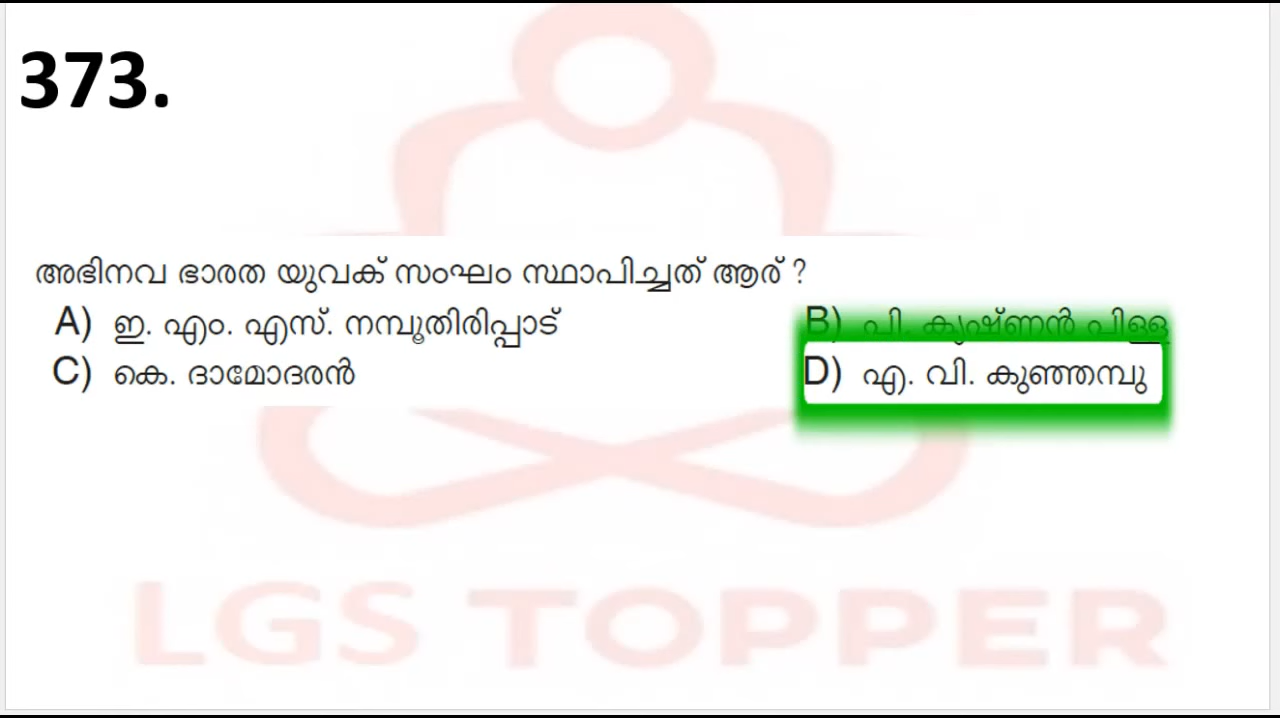 373.
അഭിനവ ഭാരത യുവക് സംഘം സ്ഥാപിച്ചത് ആര് ?
A) ഇ. എം. എസ്. നമ്പൂതിരിപ്പാട് B) പി. കൃഷ്ണൻ പിള്ള
C) കെ. ദാമോദരൻ D) എ. വി. കുഞ്ഞമ്പു
LGS TOPPER